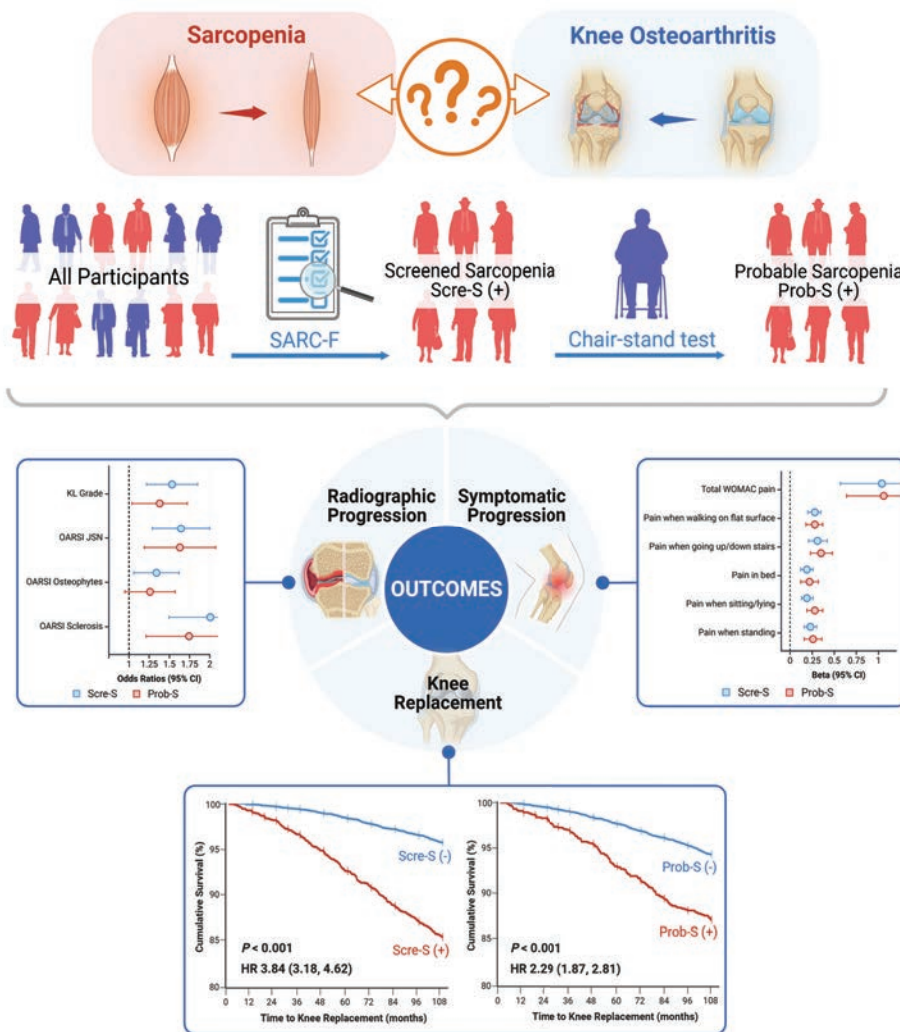 Sarcopenia
Knee Osteoarthritis
? ? ?
All Participants
SARC-F
Screened Sarcopenia
Scre-S (+)
Chair-stand test
Probable Sarcopenia
Prob-S (+)
Radiographic
Progression
Symptomatic
Progression
OUTCOMES
Knee
Replacement
KL Grade
OARSI JSN
OARSI Osteophytes
OARSI Sclerosis
1 1.25 1.5 1.75 2
Odds Ratios (95% CI)
Scre-S Prob-S
Total WOMAC pain
Pain when walking on flat surface
Pain when going up/down stairs
Pain in bed
Pain when sitting/lying
Pain when standing
0 0.25 0.5 1
Beta (95% CI)
Scre-S Prob-S
Cumulative Survival (%)
100
95
90
85
80
Scre-S (-)
Scre-S (+)
P < 0.001
HR 3.84 (3.18, 4.62)
0 12 24 36 48 60 72 84 96 108
Time to Knee Replacement (months)
Cumulative Survival (%)
100
95
90
85
80
Prob-S (-)
Prob-S (+)
P < 0.001
HR 2.29 (1.87, 2.81)
0 12 24 36 48 60 72 84 96 108
Time to Knee Replacement (months)